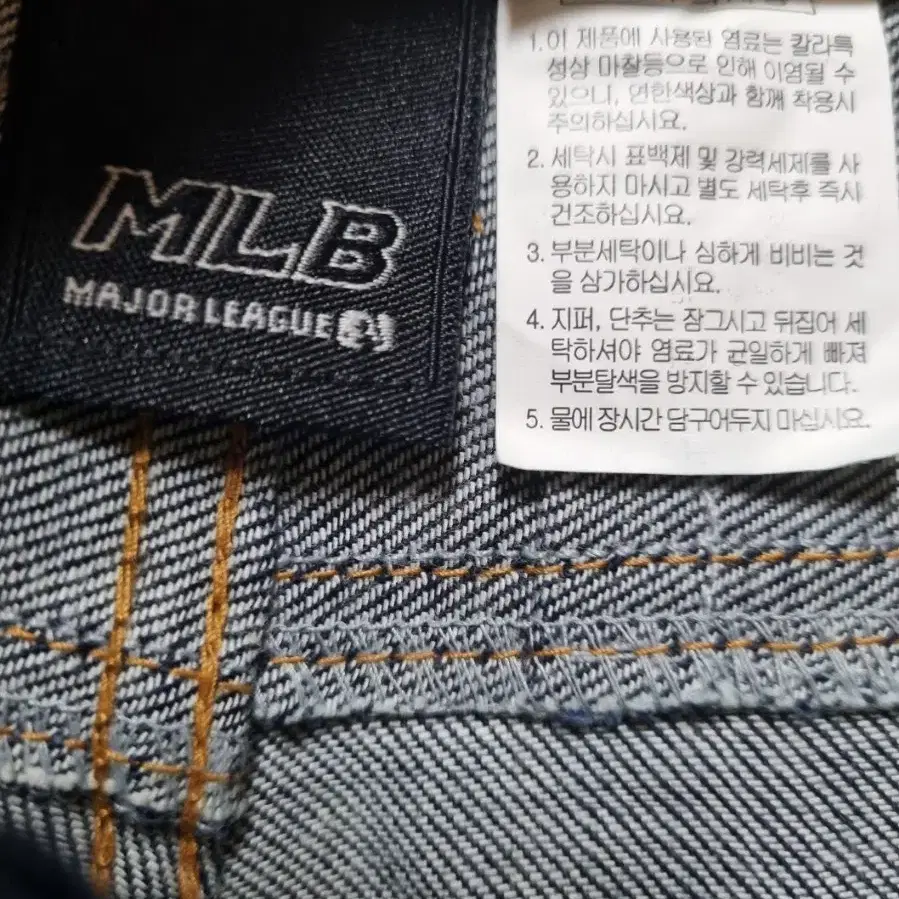 MLB
MAJOR LEAGUE
1. 이 제품에 사용된 염료는 칼라특
성상 마찰등으로 인해 이염될 수
있으니, 연한색상과 함께 착용시
주의하십시요.
2. 세탁시 표백제 및 강력세제를 사
용하지 마시고 별도 세탁후 즉시
건조하십시요.
3. 부분세탁이나 심하게 비비는 것
을 삼가하십시요.
4. 지퍼, 단추는 잠그시고 뒤집어 세
탁하셔야 염료가 균일하게 빠져
부분탈색을 방지할 수 있습니다.
5. 물에 장시간 담구어두지 마십시요.